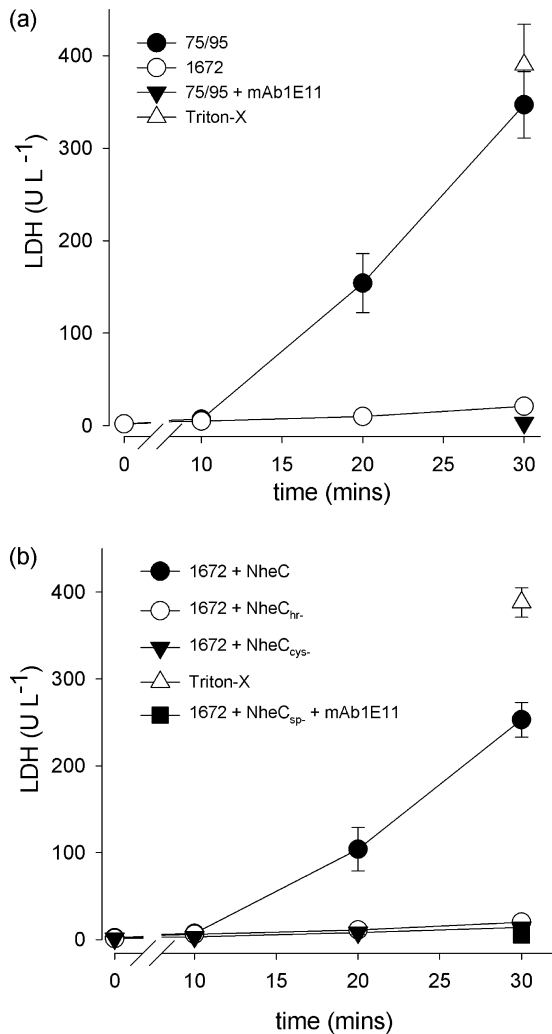 (a)
75/95
1672
75/95 + mAb1E11
Triton-X
LDH (U L⁻¹)
400
300
200
100
0
0 10 15 20 25 30
time (mins)
(b)
1672 + NheC
1672 + NheChr-
1672 + NheCcys-
Triton-X
1672 + NheCsp- + mAb1E11
LDH (U L⁻¹)
400
300
200
100
0
0 10 15 20 25 30
time (mins)